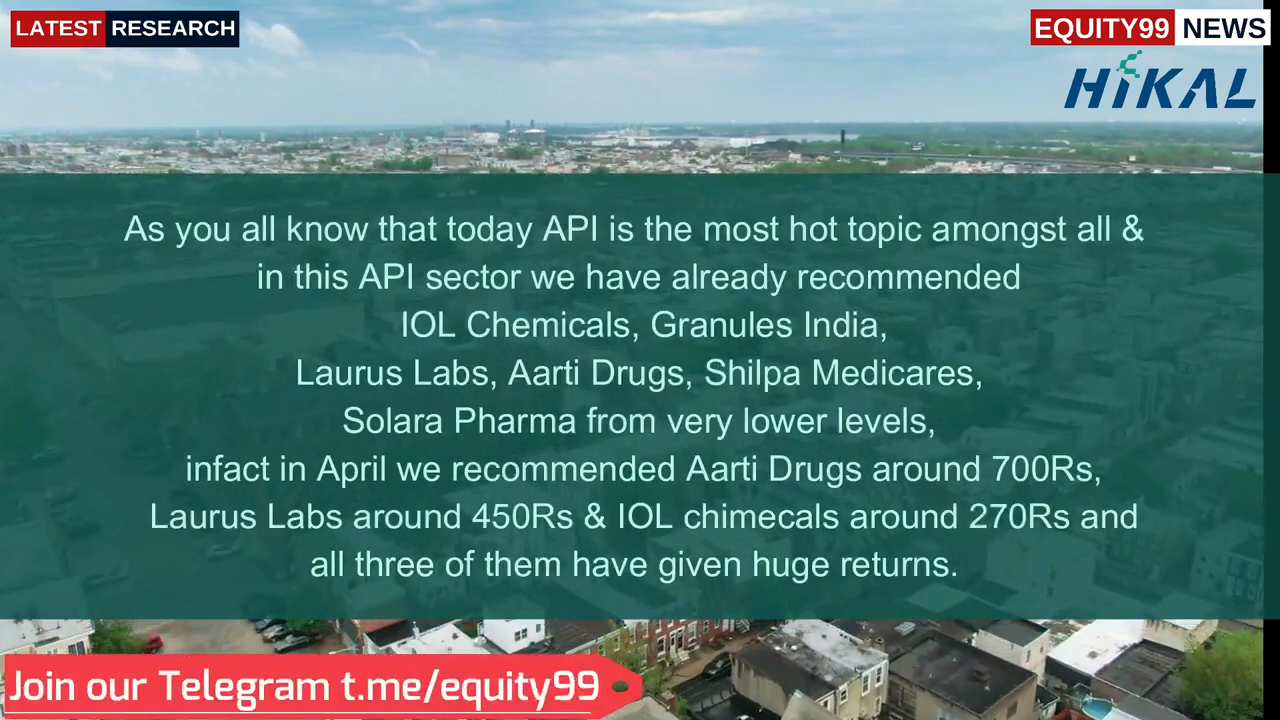 LATEST RESEARCH
EQUITY99 NEWS
HIKAL
As you all know that today API is the most hot topic amongst all &
in this API sector we have already recommended
IOL Chemicals, Granules India,
Laurus Labs, Aarti Drugs, Shilpa Medicares,
Solara Pharma from very lower levels,
infact in April we recommended Aarti Drugs around 700Rs,
Laurus Labs around 450Rs & IOL chimecals around 270Rs and
all three of them have given huge returns.
Join our Telegram t.me/equity99